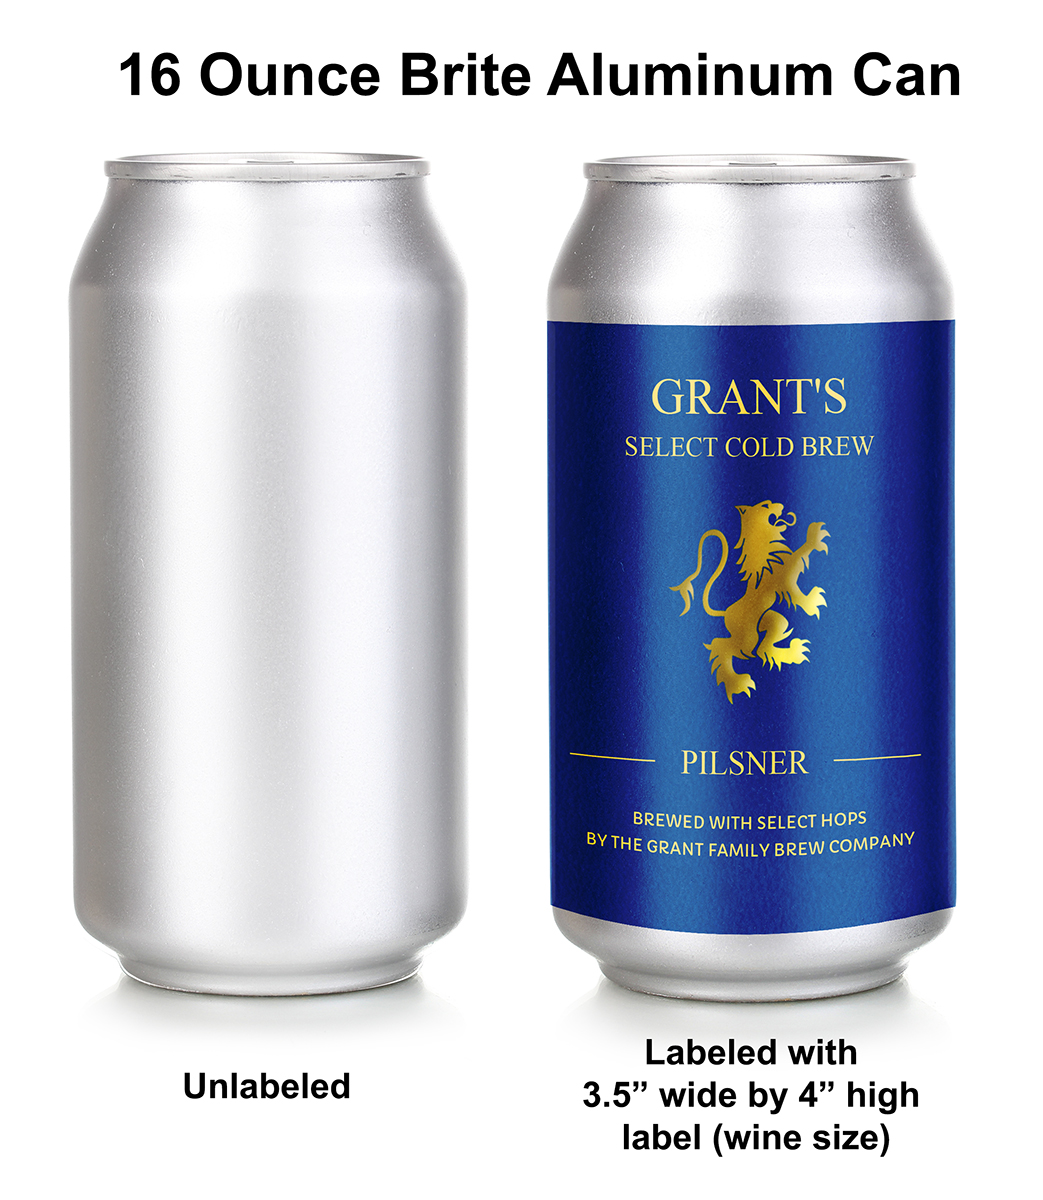 16 Ounce Brite Aluminum Can
GRANT'S
SELECT COLD BREW
PILSNER
BREWED WITH SELECT HOPS
BY THE GRANT FAMILY BREW COMPANY
Unlabeled
Labeled with
3.5” wide by 4” high
label (wine size)